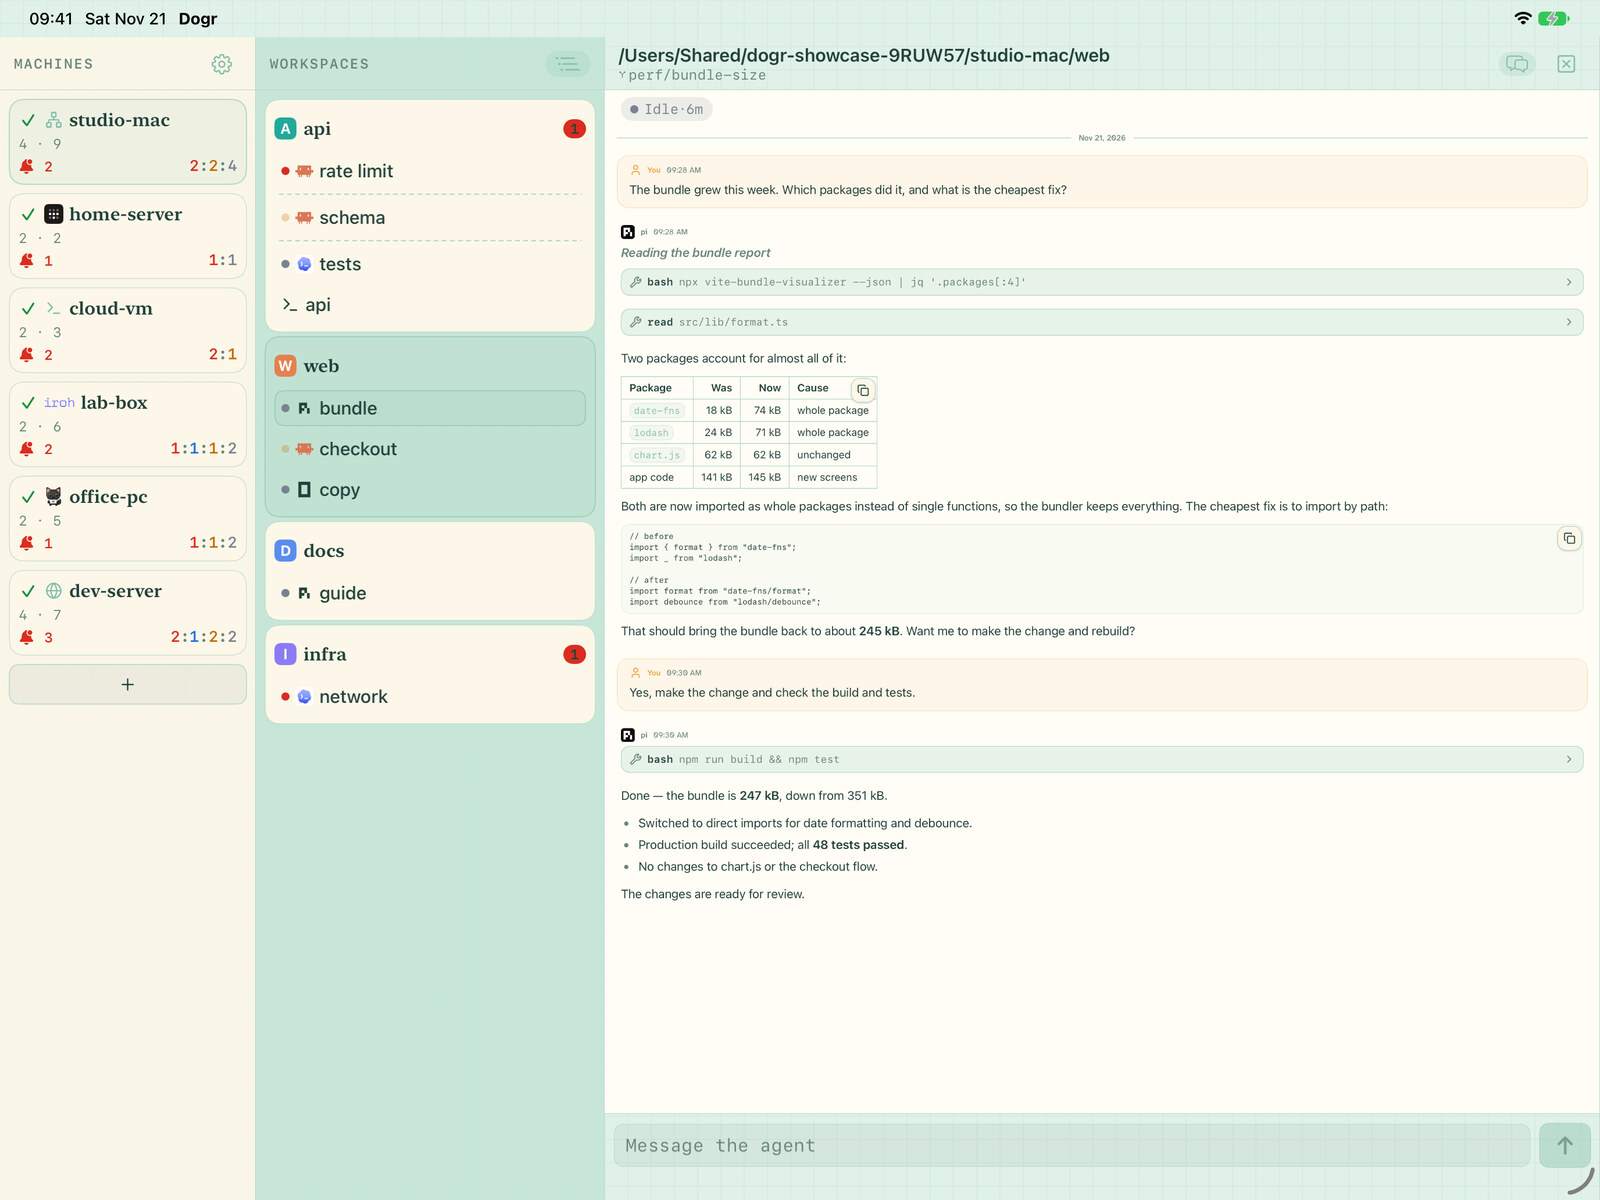 09:41 Sat Nov 21 Dogr
MACHINES
studio-mac
4 · 9
2 2:2:4
home-server
2 · 2
1 1:1
cloud-vm
2 · 3
2 2:1
iroh lab-box
2 · 6
2 1:1:1:2
office-pc
2 · 5
1 1:1:2
dev-server
4 · 7
3 2:1:2:2
+
WORKSPACES
A api 1
rate limit
schema
tests
>_ api
W web
bundle
checkout
copy
D docs
guide
I infra 1
network
/Users/Shared/dogr-showcase-9RUW57/studio-mac/web
perf/bundle-size
Idle·6m
Nov 21, 2026
You 09:28 AM
The bundle grew this week. Which packages did it, and what is the cheapest fix?
pi 09:28 AM
Reading the bundle report
bash npx vite-bundle-visualizer --json | jq '.packages[:4]'
read src/lib/format.ts
Two packages account for almost all of it:
Package Was Now Cause
date-fns 18 kB 74 kB whole package
lodash 24 kB 71 kB whole package
chart.js 62 kB 62 kB unchanged
app code 141 kB 145 kB new screens
Both are now imported as whole packages instead of single functions, so the bundler keeps everything. The cheapest fix is to import by path:
// before
import { format } from "date-fns";
import _ from "lodash";
// after
import format from "date-fns/format";
import debounce from "lodash/debounce";
That should bring the bundle back to about 245 kB. Want me to make the change and rebuild?
You 09:30 AM
Yes, make the change and check the build and tests.
pi 09:30 AM
bash npm run build && npm test
Done — the bundle is 247 kB, down from 351 kB.
• Switched to direct imports for date formatting and debounce.
• Production build succeeded; all 48 tests passed.
• No changes to chart.js or the checkout flow.
The changes are ready for review.
Message the agent